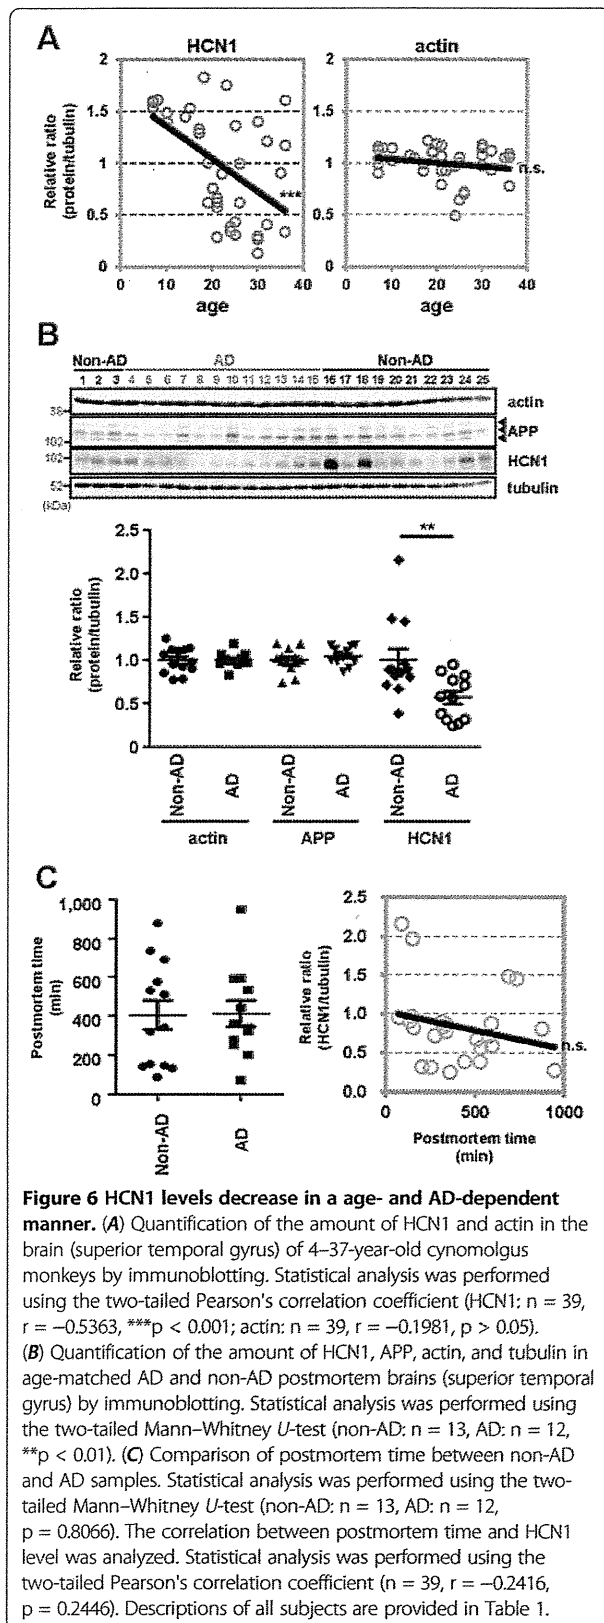 A
HCN1
actin
Relative ratio
(protein/tubulin)
2
1.5
1
0.5
0
***
0 10 20 30 40
age
2
1.5
1
0.5
0
n.s.
0 10 20 30 40
age
B
Non-AD AD Non-AD
1 2 3 4 5 6 7 8 9 10 11 12 13 14 15 16 17 18 19 20 21 22 23 24 25
38
actin
102
APP
102
HCN1
52
tubulin
(kDa)
Relative ratio
(protein/tubulin)
2.5
2.0
1.5
1.0
0.5
0
**
Non-AD AD Non-AD AD Non-AD AD
actin APP HCN1
C
Postmortem time
(min)
1,000
800
600
400
200
0
Non-AD AD
Relative ratio
(HCN1/tubulin)
2.5
2.0
1.5
1.0
0.5
0.0
n.s.
0 500 1000
Postmortem time
(min)
Figure 6 HCN1 levels decrease in a age- and AD-dependent
manner. (A) Quantification of the amount of HCN1 and actin in the
brain (superior temporal gyrus) of 4–37-year-old cynomolgus
monkeys by immunoblotting. Statistical analysis was performed
using the two-tailed Pearson's correlation coefficient (HCN1: n = 39,
r = −0.5363, ***p < 0.001; actin: n = 39, r = −0.1981, p > 0.05).
(B) Quantification of the amount of HCN1, APP, actin, and tubulin in
age-matched AD and non-AD postmortem brains (superior temporal
gyrus) by immunoblotting. Statistical analysis was performed using
the two-tailed Mann–Whitney U-test (non-AD: n = 13, AD: n = 12,
**p < 0.01). (C) Comparison of postmortem time between non-AD
and AD samples. Statistical analysis was performed using the two-
tailed Mann–Whitney U-test (non-AD: n = 13, AD: n = 12,
p = 0.8066). The correlation between postmortem time and HCN1
level was analyzed. Statistical analysis was performed using the
two-tailed Pearson's correlation coefficient (n = 39, r = −0.2416,
p = 0.2446). Descriptions of all subjects are provided in Table 1.